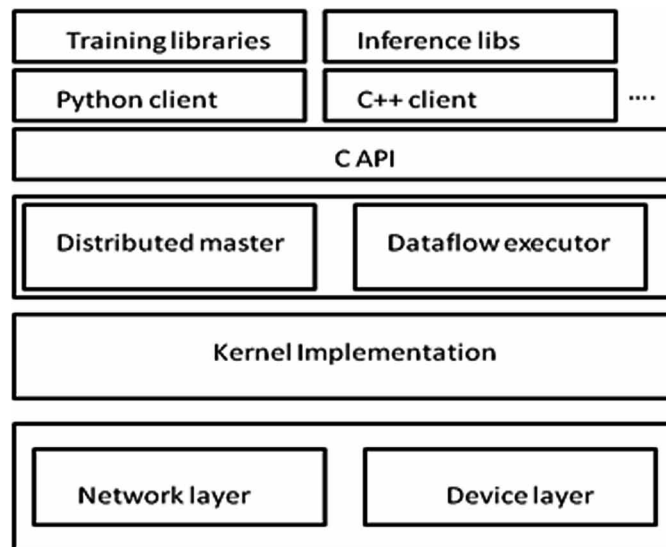 Training libraries
Inference libs
Python client
C++ client
....
C API
Distributed master
Dataflow executor
Kernel Implementation
Network layer
Device layer